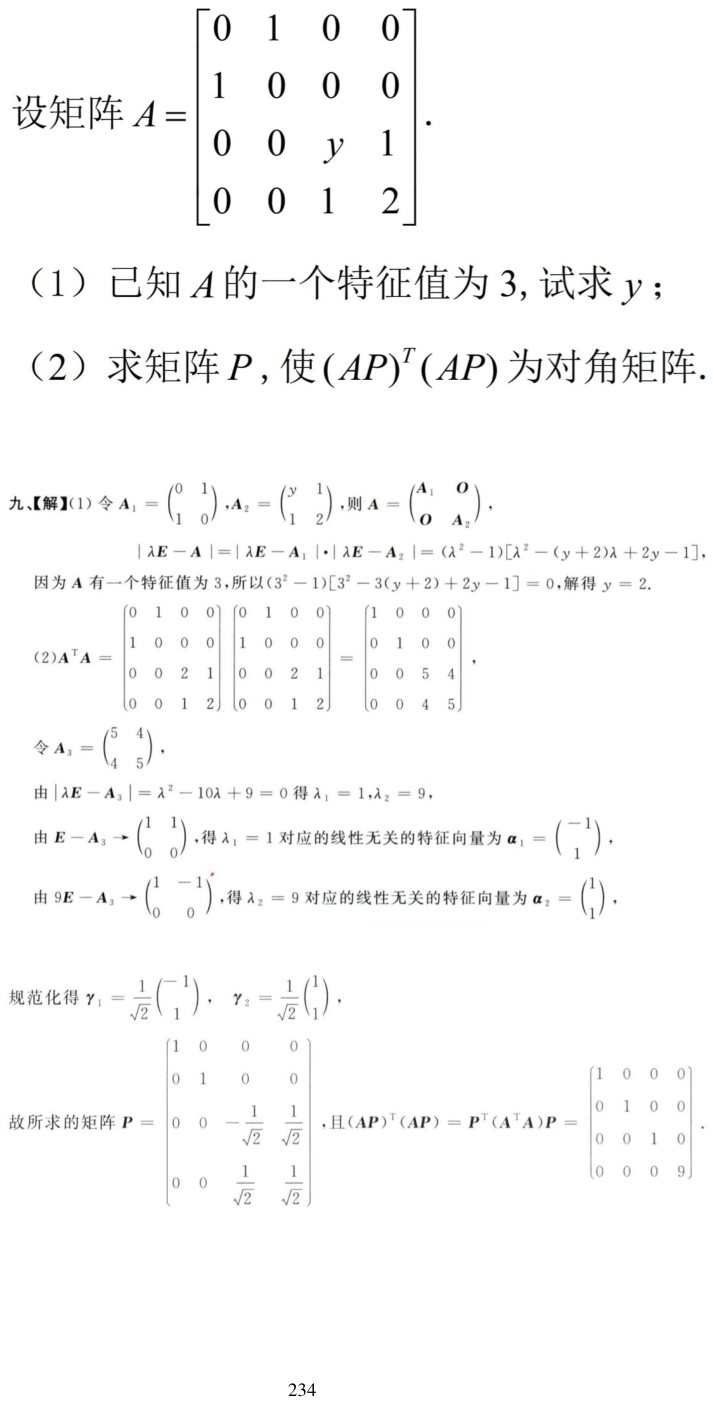 设矩阵 A = [0 1 0 0
1 0 0 0
0 0 y 1
0 0 1 2].
（1）已知 A 的一个特征值为 3, 试求 y；
（2）求矩阵 P , 使 (AP)^T (AP) 为对角矩阵.
九、【解】(1) 令 A₁ = (0 1; 1 0), A₂ = (y 1; 1 2), 则 A = (A₁ O; O A₂),
| λE − A | = | λE − A₁ | · | λE − A₂ | = (λ² − 1)[λ² − (y + 2)λ + 2y − 1],
因为 A 有一个特征值为 3,所以(3² − 1)[3² − 3(y + 2) + 2y − 1] = 0,解得 y = 2.
(2)AᵀA = (0 1 0 0; 1 0 0 0; 0 0 2 1; 0 0 1 2)(0 1 0 0; 1 0 0 0; 0 0 2 1; 0 0 1 2) = (1 0 0 0; 0 1 0 0; 0 0 5 4; 0 0 4 5),
令 A₃ = (5 4; 4 5),
由 | λE − A₃ | = λ² − 10λ + 9 = 0 得 λ₁ = 1,λ₂ = 9,
由 E − A₃ → (1 1; 0 0),得 λ₁ = 1 对应的线性无关的特征向量为 α₁ = (−1; 1),
由 9E − A₃ → (1 −1; 0 0),得 λ₂ = 9 对应的线性无关的特征向量为 α₂ = (1; 1),
规范化得 γ₁ = 1/√2 (−1; 1), γ₂ = 1/√2 (1; 1),
故所求的矩阵 P = (1 0 0 0; 0 1 0 0; 0 0 −1/√2 1/√2; 0 0 1/√2 1/√2),且(AP)ᵀ(AP) = Pᵀ(AᵀA)P = (1 0 0 0; 0 1 0 0; 0 0 1 0; 0 0 0 9).
234